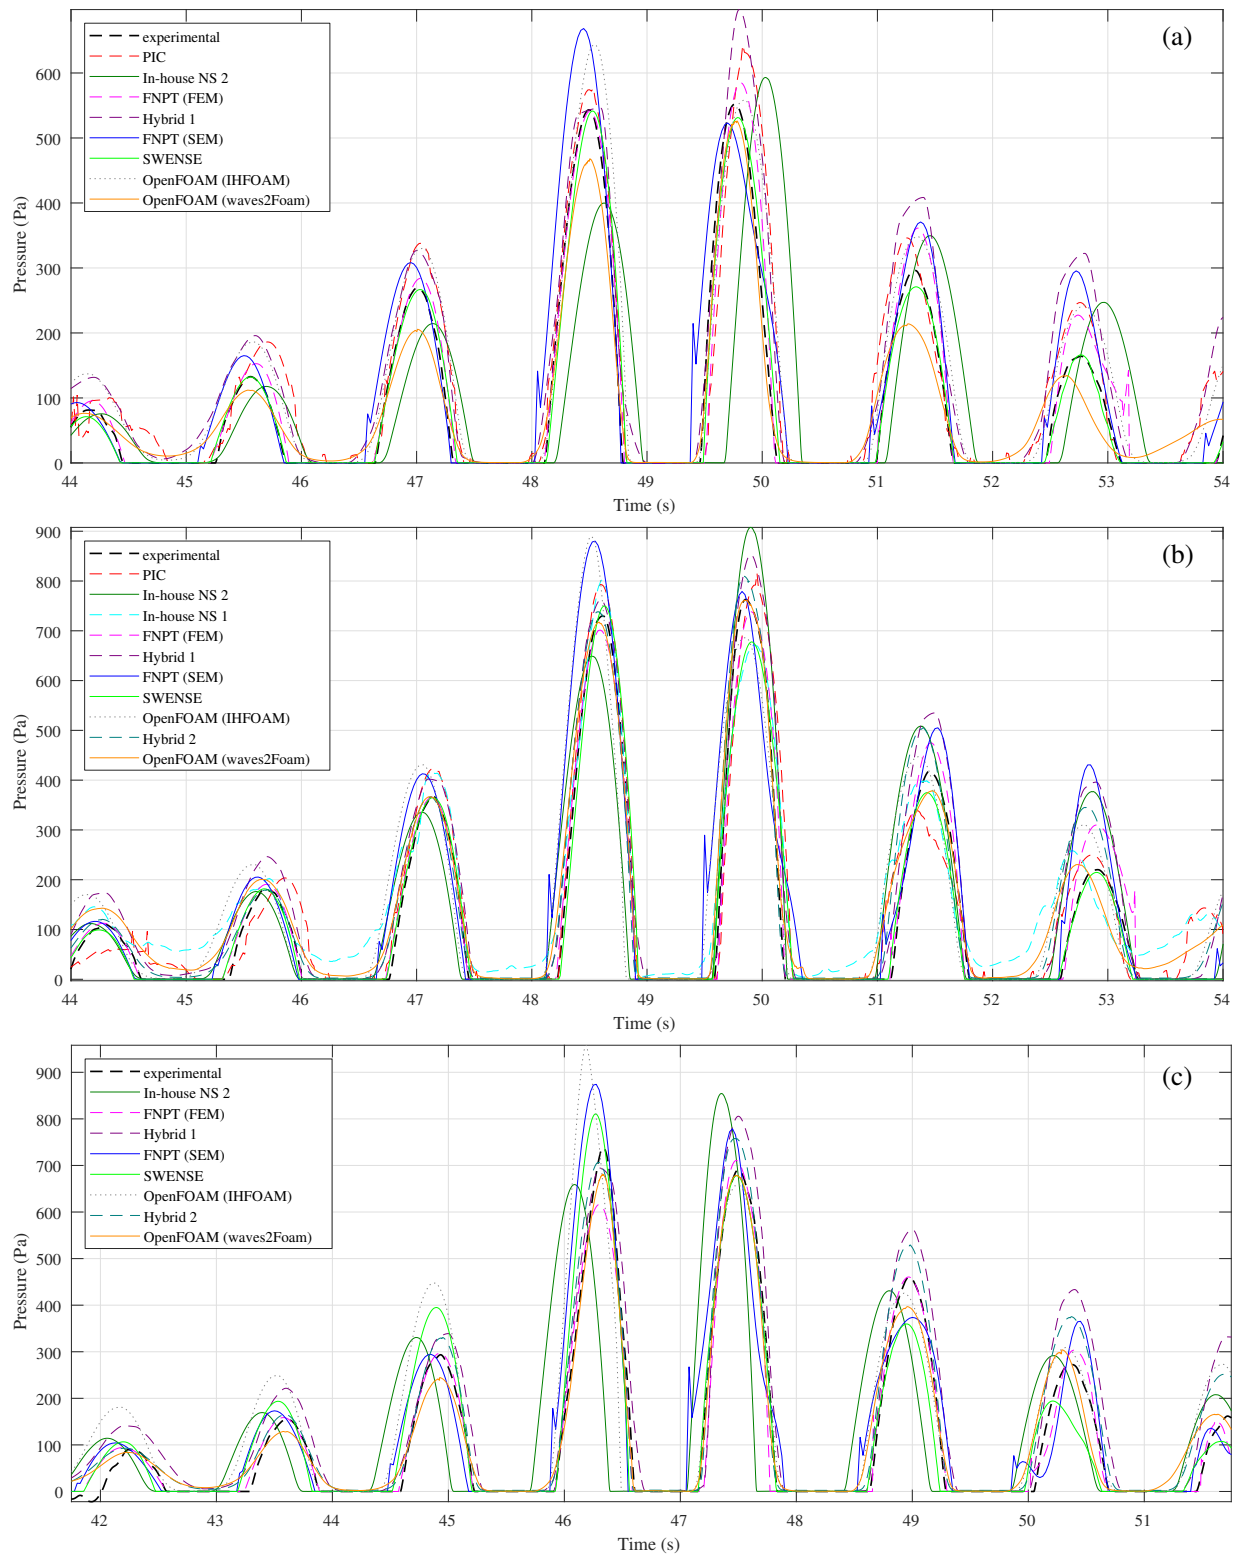 (a)
experimental
PIC
In-house NS 2
FNPT (FEM)
Hybrid 1
FNPT (SEM)
SWENSE
OpenFOAM (IHFOAM)
OpenFOAM (waves2Foam)
Pressure (Pa)
600
500
400
300
200
100
0
44 45 46 47 48 49 50 51 52 53 54
Time (s)
(b)
experimental
PIC
In-house NS 2
In-house NS 1
FNPT (FEM)
Hybrid 1
FNPT (SEM)
SWENSE
OpenFOAM (IHFOAM)
Hybrid 2
OpenFOAM (waves2Foam)
Pressure (Pa)
900
800
700
600
500
400
300
200
100
0
44 45 46 47 48 49 50 51 52 53 54
Time (s)
(c)
experimental
In-house NS 2
FNPT (FEM)
Hybrid 1
FNPT (SEM)
SWENSE
OpenFOAM (IHFOAM)
Hybrid 2
OpenFOAM (waves2Foam)
Pressure (Pa)
900
800
700
600
500
400
300
200
100
0
42 43 44 45 46 47 48 49 50 51
Time (s)